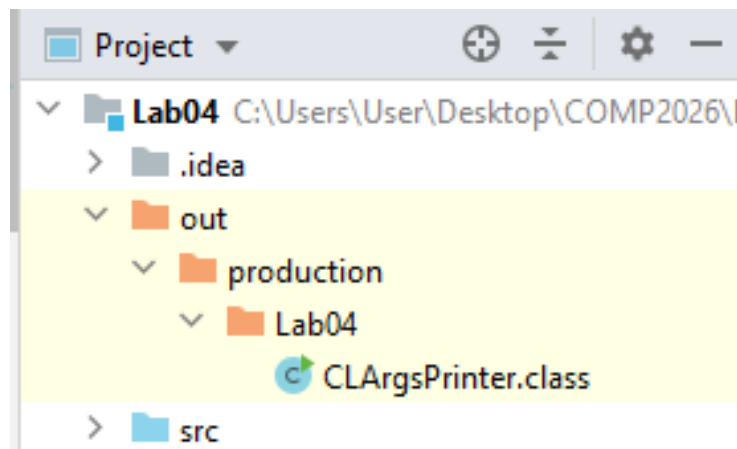 Project
Lab04 C:\Users\User\Desktop\COMP2026\
.idea
out
production
Lab04
CLArgsPrinter.class
src